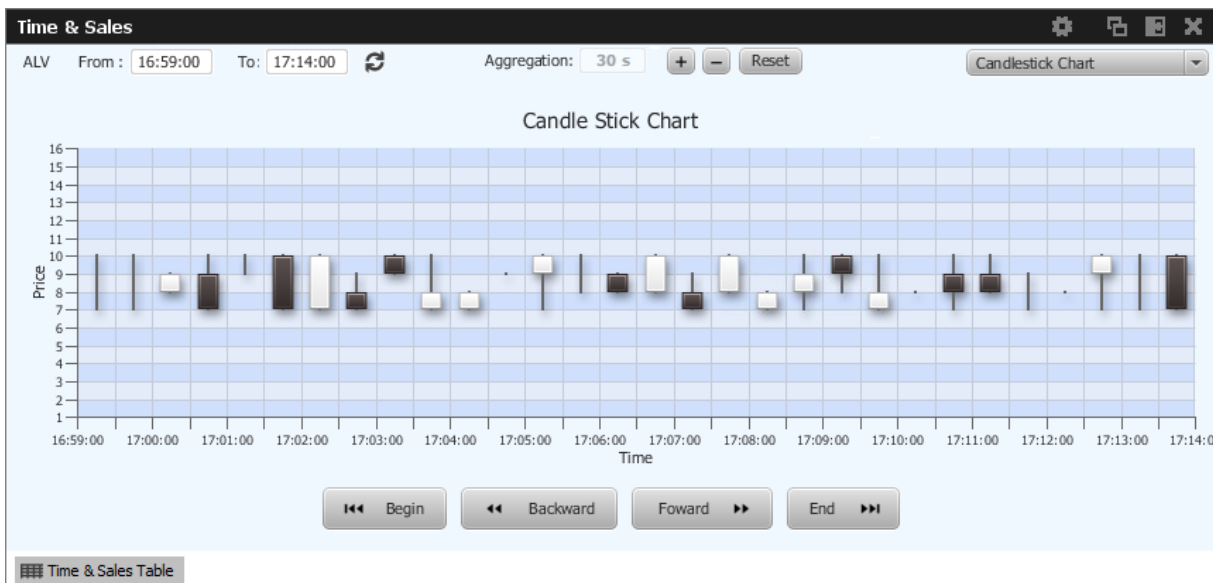 Time & Sales
ALV From : 16:59:00 To: 17:14:00 Aggregation: 30 s + − Reset Candlestick Chart
Candle Stick Chart
16
15
14
13
12
11
10
9
8
7
6
5
4
3
2
1
Price
16:59:00 17:00:00 17:01:00 17:02:00 17:03:00 17:04:00 17:05:00 17:06:00 17:07:00 17:08:00 17:09:00 17:10:00 17:11:00 17:12:00 17:13:00 17:14:0
Time
Begin Backward Foward End
Time & Sales Table